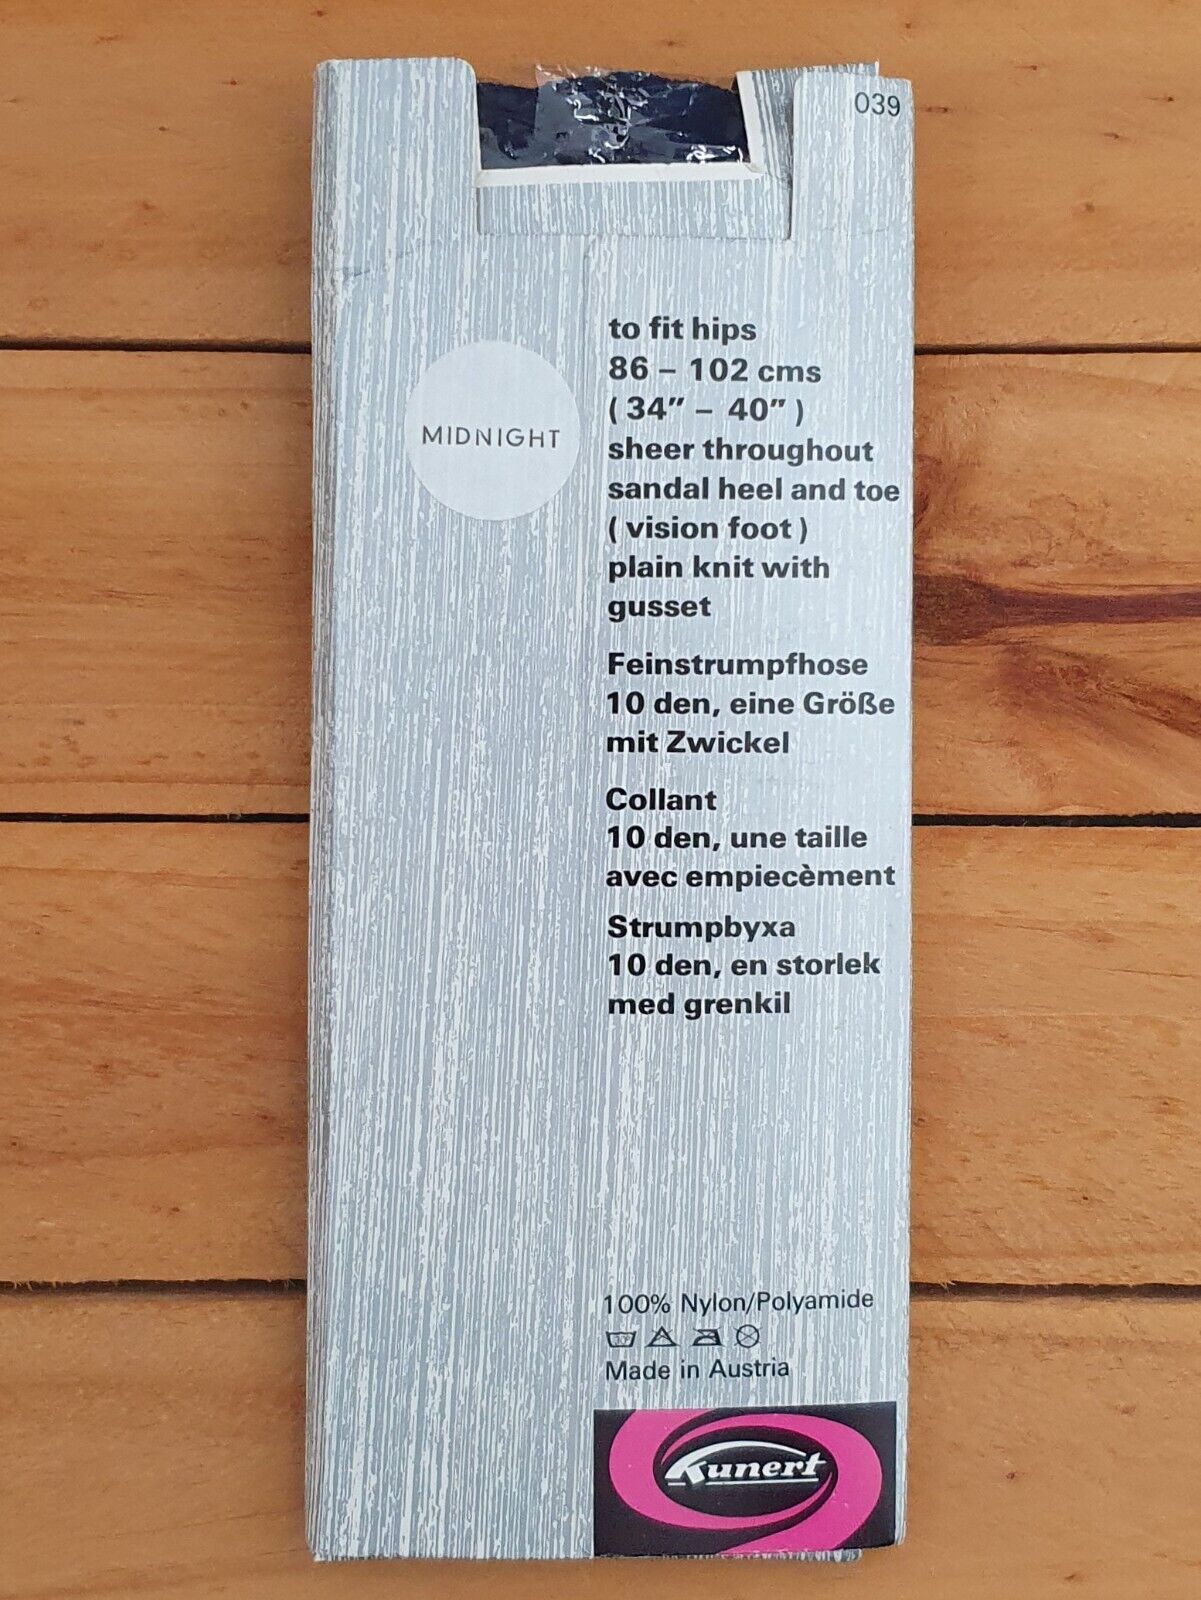 039
MIDNIGHT
to fit hips
86 – 102 cms
( 34″ – 40″ )
sheer throughout
sandal heel and toe
( vision foot )
plain knit with
gusset
Feinstrumpfhose
10 den, eine Größe
mit Zwickel
Collant
10 den, une taille
avec empiecèment
Strumpbyxa
10 den, en storlek
med grenkil
100% Nylon/Polyamide
Made in Austria
Kunert